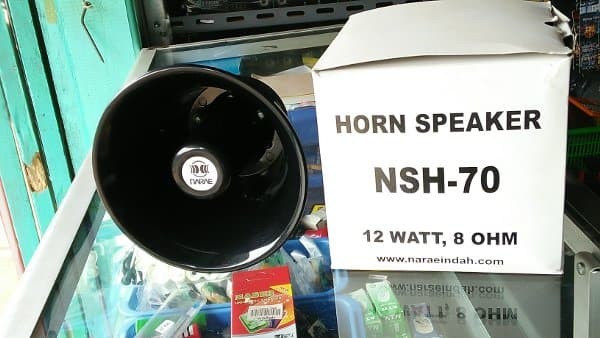 NARAE
HORN SPEAKER
NSH-70
12 WATT, 8 OHM
www.naraeindah.com